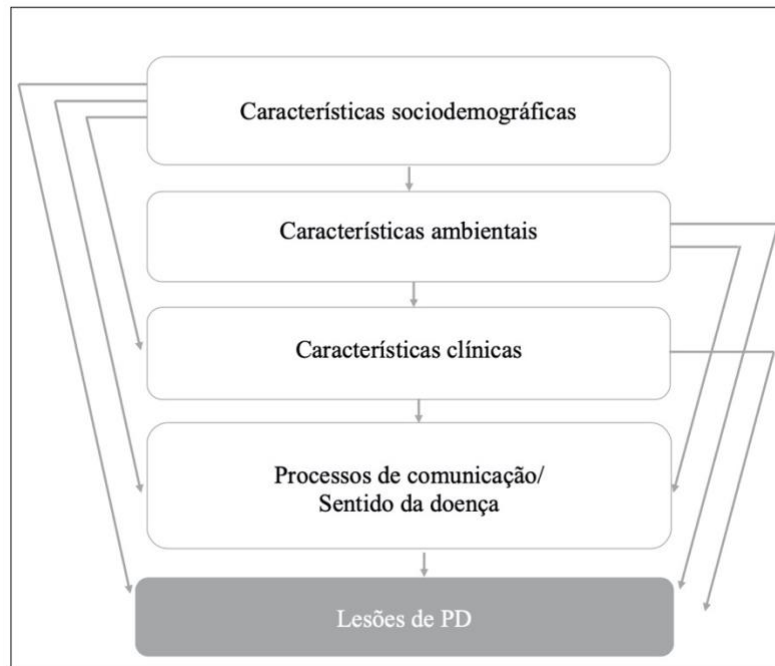 Características sociodemográficas
Características ambientais
Características clínicas
Processos de comunicação/
Sentido da doença
Lesões de PD